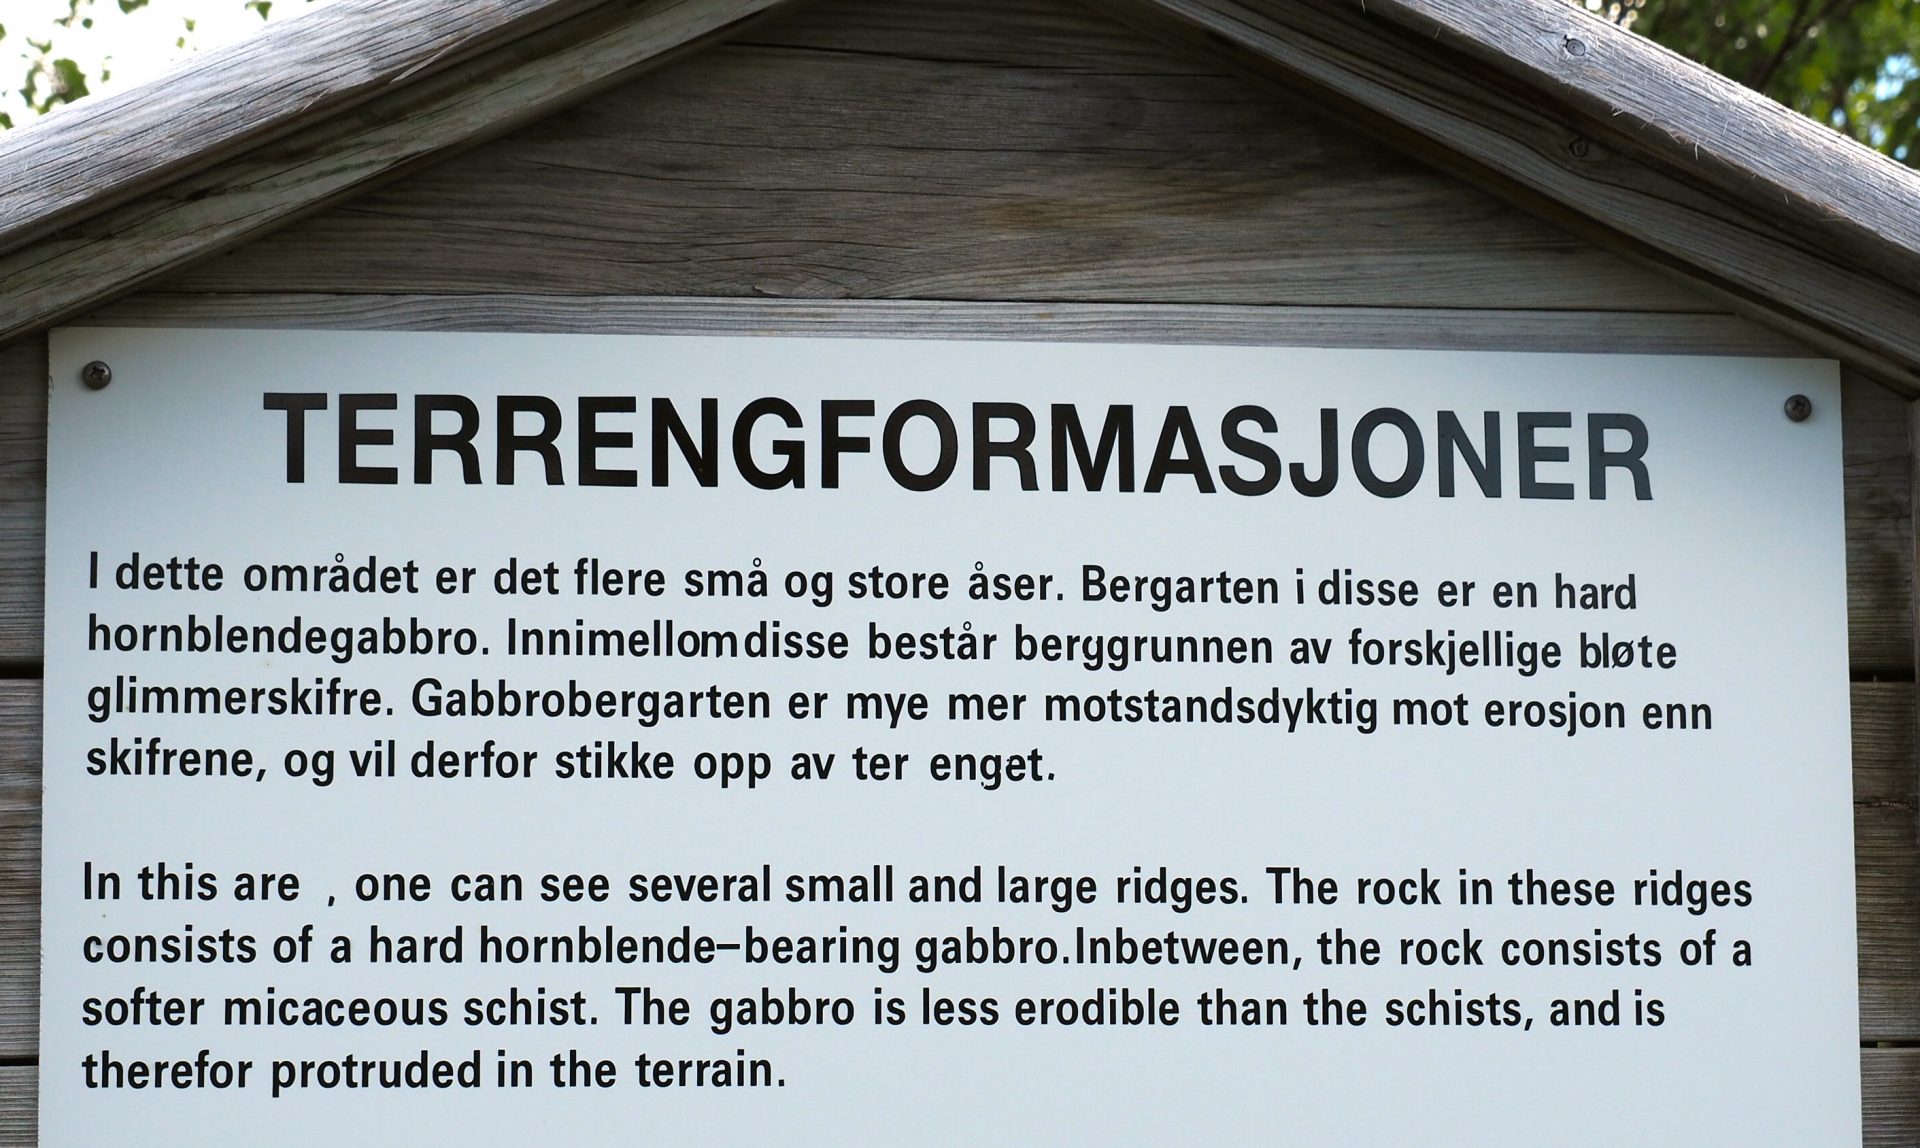 TERRENGFORMASJONER
I dette området er det flere små og store åser. Bergarten i disse er en hard
hornblendegabbro. Innimellom disse består berggrunnen av forskjellige bløte
glimmerskifre. Gabbrobergarten er mye mer motstandsdyktig mot erosjon enn
skifrene, og vil derfor stikke opp av ter enget.
In this are , one can see several small and large ridges. The rock in these ridges
consists of a hard hornblende–bearing gabbro.Inbetween, the rock consists of a
softer micaceous schist. The gabbro is less erodible than the schists, and is
therefor protruded in the terrain.